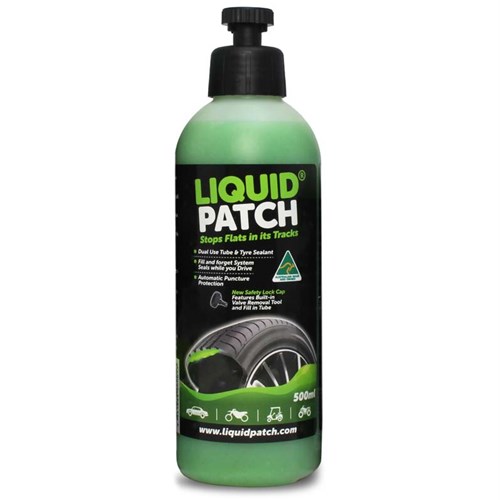 LIQUID®
PATCH
Stops Flats in its Tracks
Dual Use Tube & Tyre Sealant
Fill and forget System
Seals while you Drive
Automatic Puncture
Protection
New Safety Lock Cap
Features Built-in
Valve Removal Tool
and Fill in Tube
500ml
www.liquidpatch.com